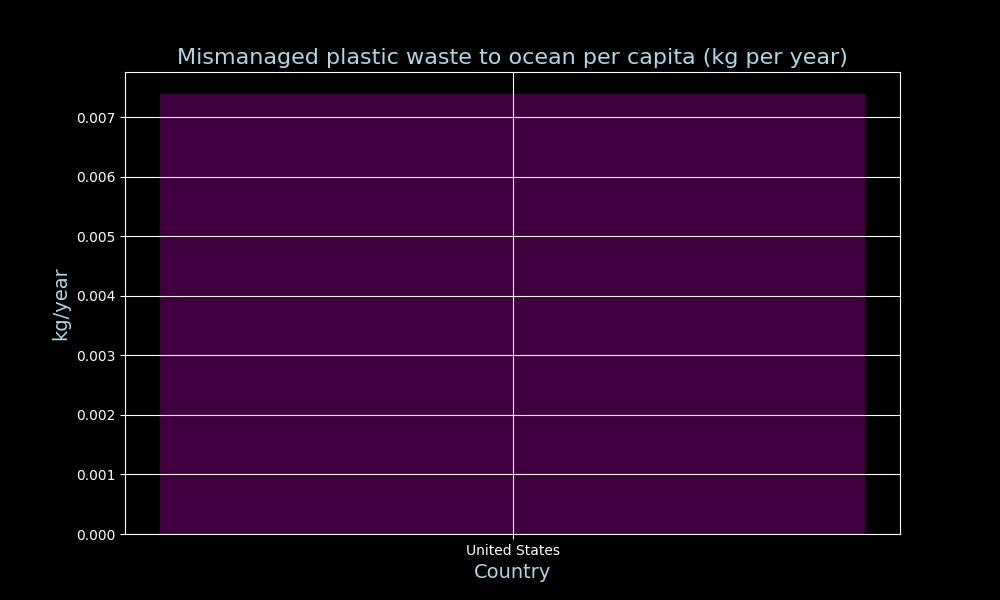 Mismanaged plastic waste to ocean per capita (kg per year)
0.007
0.006
0.005
0.004
0.003
0.002
0.001
0.000
kg/year
United States
Country